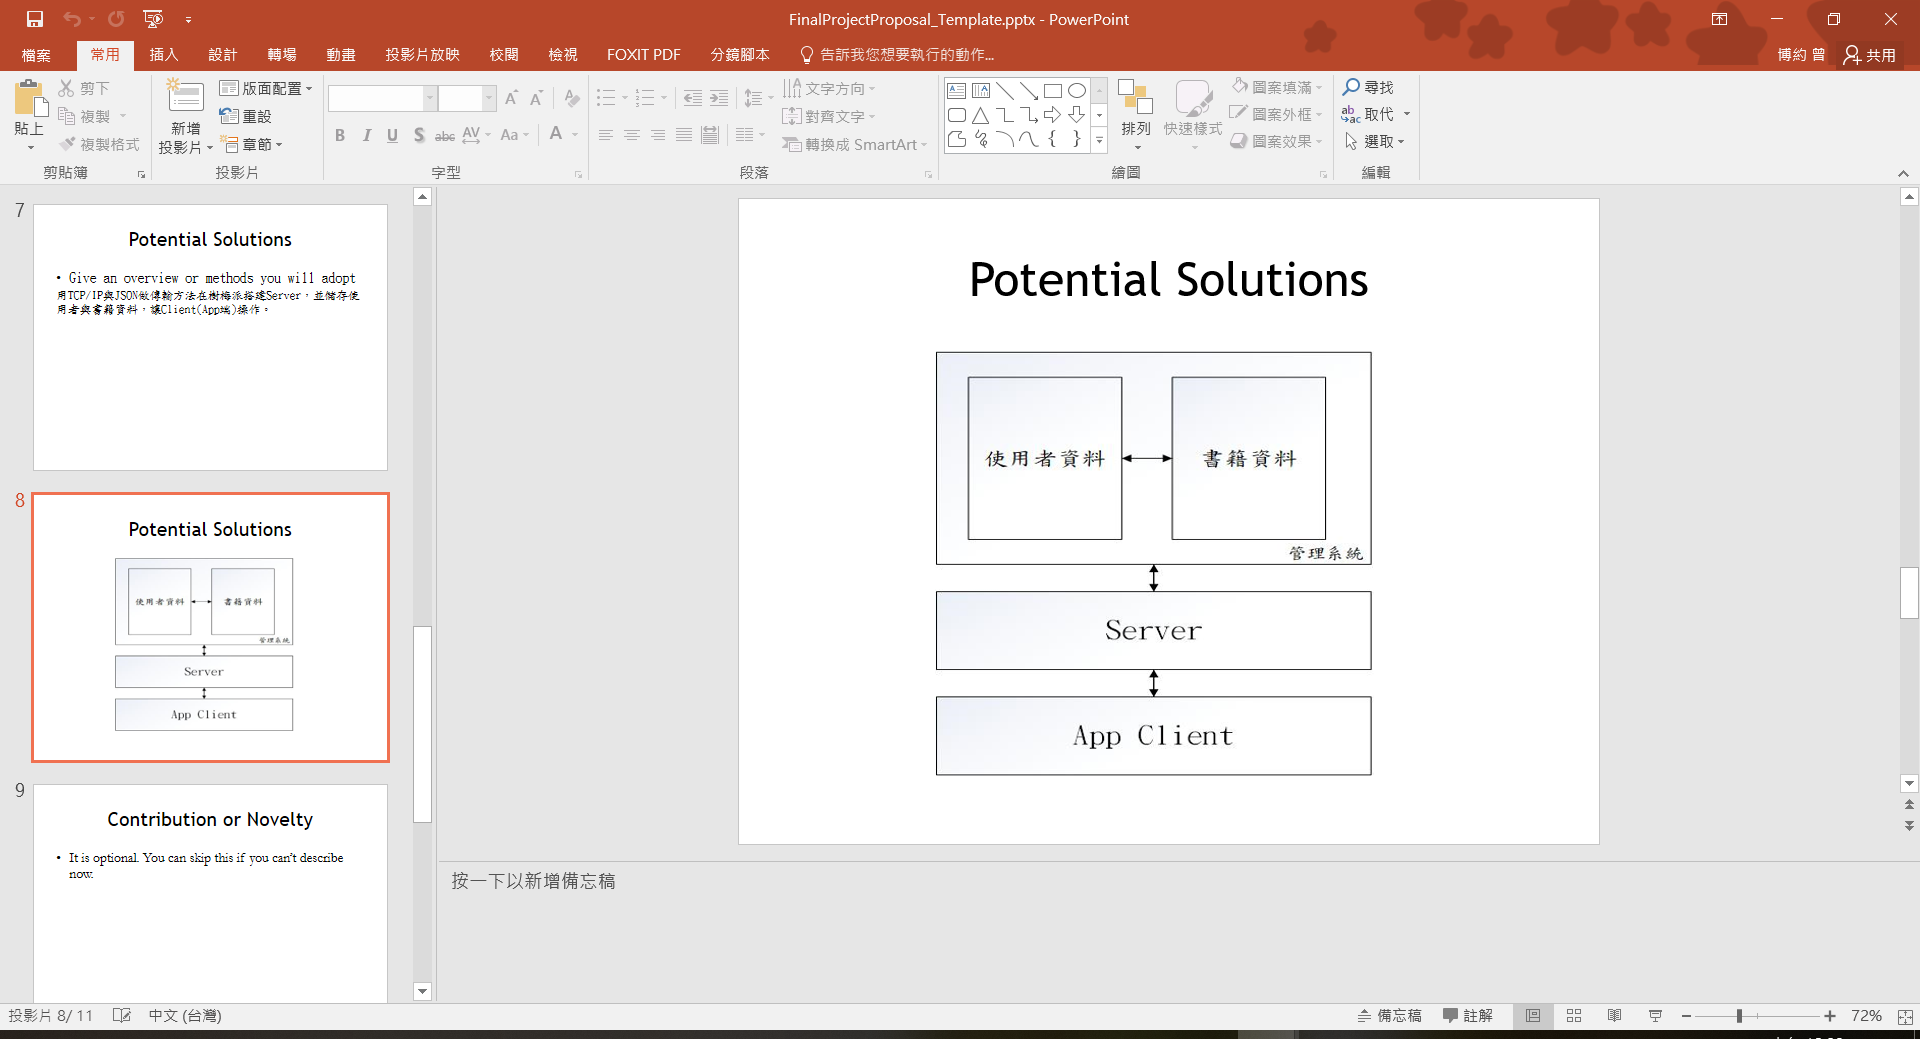 FinalProjectProposal_Template.pptx - PowerPoint
檔案 常用 插入 設計 轉場 動畫 投影片放映 校閱 檢視 FOXIT PDF 分鏡腳本 告訴我您想要執行的動作... 博約 曾 共用
貼上 剪下 複製 複製格式
新增 投影片 版面配置 重設 章節
B I U S abc AV Aa A
文字方向 對齊文字 轉換成 SmartArt
排列 快速樣式 圖案填滿 圖案外框 圖案效果
尋找 取代 選取
剪貼簿 投影片 字型 段落 繪圖 編輯
7
Potential Solutions
• Give an overview or methods you will adopt
用TCP/IP與JSON做傳輸方法在樹梅派搭建Server,並儲存使
用者與書籍資料,讓Client(App端)操作。
8
Potential Solutions
使用者資料 書籍資料
管理系統
Server
App Client
9
Contribution or Novelty
• It is optional. You can skip this if you can't describe
now.
Potential Solutions
使用者資料 書籍資料
管理系統
Server
App Client
按一下以新增備忘稿
投影片 8/ 11 中文 (台灣) 備忘稿 註解 72%